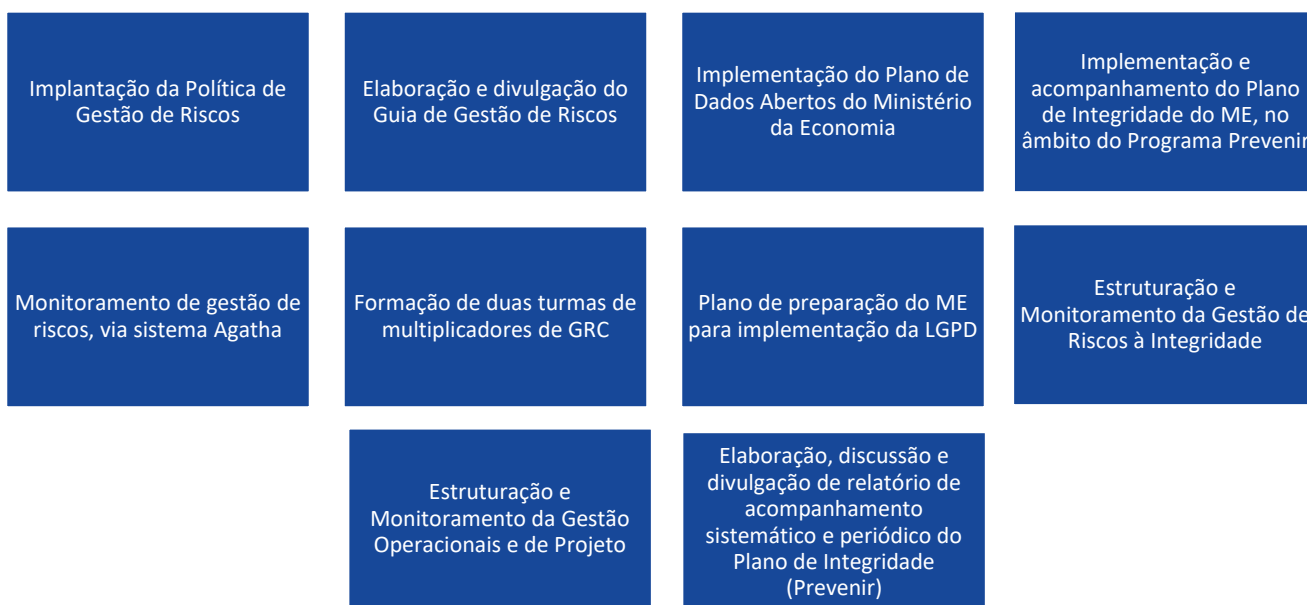 Implantação da Política de
Gestão de Riscos
Elaboração e divulgação do
Guia de Gestão de Riscos
Implementação do Plano de
Dados Abertos do Ministério
da Economia
Implementação e
acompanhamento do Plano
de Integridade do ME, no
âmbito do Programa Prevenir
Monitoramento de gestão de
riscos, via sistema Agatha
Formação de duas turmas de
multiplicadores de GRC
Plano de preparação do ME
para implementação da LGPD
Estruturação e
Monitoramento da Gestão de
Riscos à Integridade
Estruturação e
Monitoramento da Gestão
Operacionais e de Projeto
Elaboração, discussão e
divulgação de relatório de
acompanhamento
sistemático e periódico do
Plano de Integridade
(Prevenir)